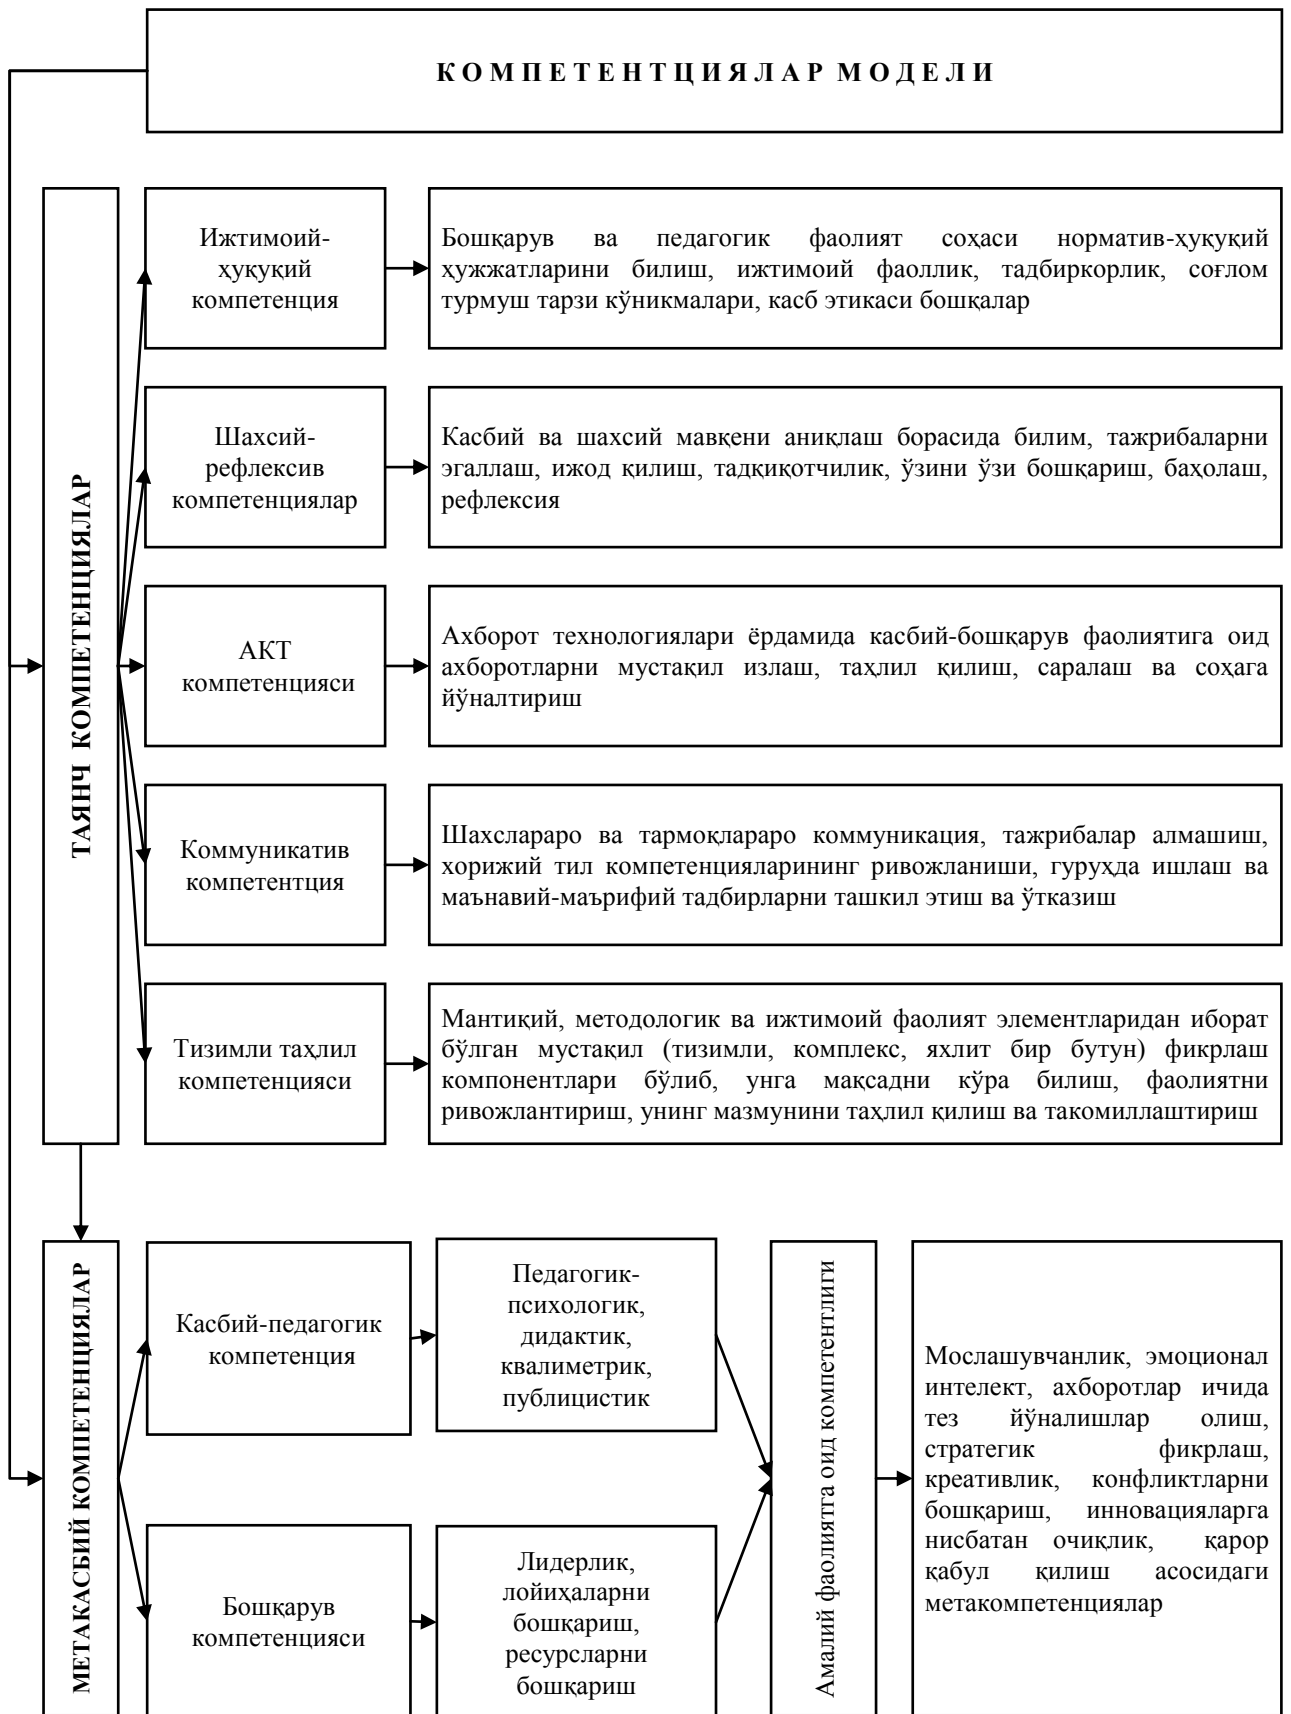 КОМПЕТЕНТЦИЯЛАР МОДЕЛИ
ТАЯНЧ КОМПЕТЕНЦИЯЛАР
Ижтимоий-
ҳуқуқий
компетенция
Бошқарув ва педагогик фаолият соҳаси норматив-ҳуқуқий
ҳужжатларини билиш, ижтимоий фаоллик, тадбиркорлик, соғлом
турмуш тарзи кўникмалари, касб этикаси бошқалар
Шахсий-
рефлексив
компетенциялар
Касбий ва шахсий мавқени аниқлаш борасида билим, тажрибаларни
эгаллаш, ижод қилиш, тадқиқотчилик, ўзини ўзи бошқариш, баҳолаш,
рефлексия
АКТ
компетенцияси
Ахборот технологиялари ёрдамида касбий-бошқарув фаолиятига оид
ахборотларни мустақил излаш, таҳлил қилиш, саралаш ва соҳага
йўналтириш
Коммуникатив
компетентция
Шахслараро ва тармоқлараро коммуникация, тажрибалар алмашиш,
хорижий тил компетенцияларининг ривожланиши, гуруҳда ишлаш ва
маънавий-маърифий тадбирларни ташкил этиш ва ўтказиш
Тизимли таҳлил
компетенцияси
Мантиқий, методологик ва ижтимоий фаолият элементларидан иборат
бўлган мустақил (тизимли, комплекс, яхлит бир бутун) фикрлаш
компонентлари бўлиб, унга мақсадни кўра билиш, фаолиятни
ривожлантириш, унинг мазмунини таҳлил қилиш ва такомиллаштириш
МЕТАКАСБИЙ КОМПЕТЕНЦИЯЛАР
Касбий-педагогик
компетенция
Педагогик-
психологик,
дидактик,
квалиметрик,
публицистик
Бошқарув
компетенцияси
Лидерлик,
лойиҳаларни
бошқариш,
ресурсларни
бошқариш
Амалий фаолиятга оид компетентлиги
Мослашувчанлик, эмоционал
интелект, ахборотлар ичида
тез йўналишлар олиш,
стратегик фикрлаш,
креативлик, конфликтларни
бошқариш, инновацияларга
нисбатан очиқлик, қарор
қабул қилиш асосидаги
метакомпетенциялар